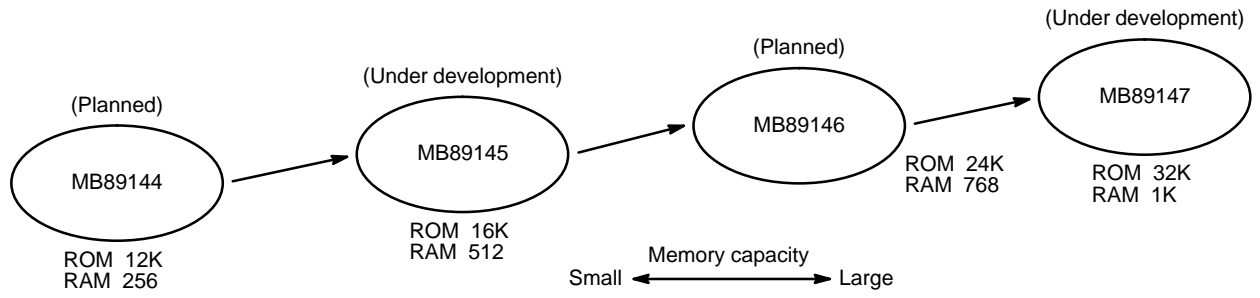 (Planned)
MB89144
ROM 12K
RAM 256
(Under development)
MB89145
ROM 16K
RAM 512
(Planned)
MB89146
ROM 24K
RAM 768
(Under development)
MB89147
ROM 32K
RAM 1K
Memory capacity
Small
Large